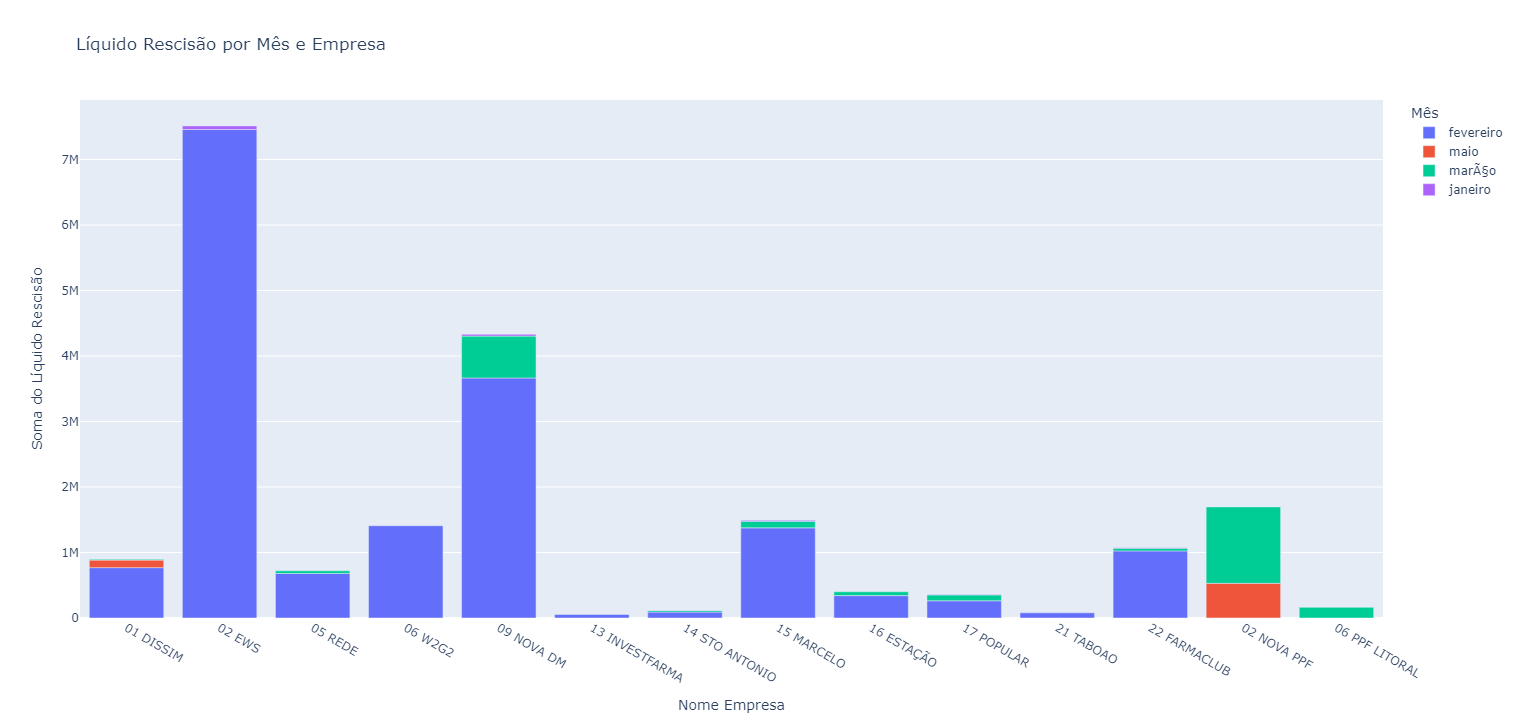 Líquido Rescisão por Mês e Empresa
Mês
fevereiro
maio
marÃ§o
janeiro
Soma do Líquido Rescisão
7M
6M
5M
4M
3M
2M
1M
0
01 DISSIM
02 EWS
05 REDE
06 W2G2
09 NOVA DM
13 INVESTFARMA
14 STO ANTONIO
15 MARCELO
16 ESTAÇÃO
17 POPULAR
21 TABOAO
22 FARMACLUB
02 NOVA PPF
06 PPF LITORAL
Nome Empresa